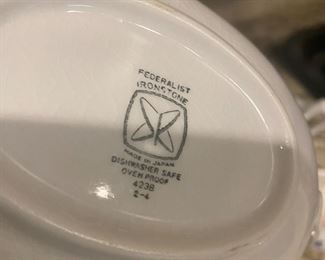 FEDERALIST
IRONSTONE
MADE IN JAPAN
DISHWASHER SAFE
OVEN PROOF
4238
2-4